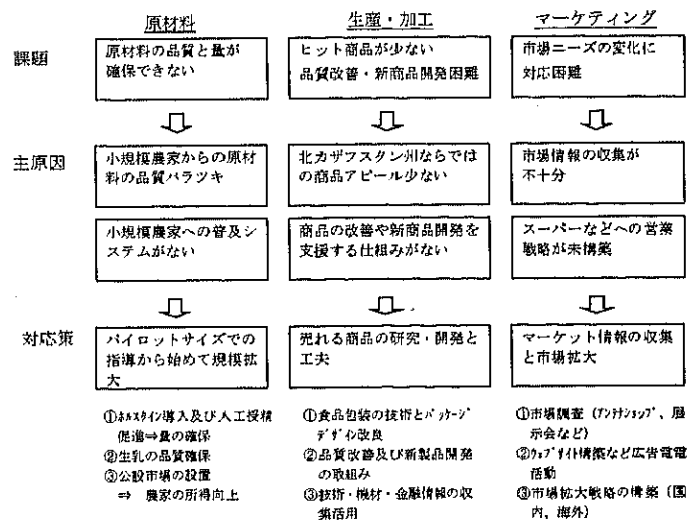 原材料
生産・加工
マーケティング
課題
原材料の品質と量が
確保できない
ヒット商品が少ない
品質改善・新商品開発困難
市場ニーズの変化に
対応困難
主原因
小規模農家からの原材
料の品質バラツキ
北カザフスタン州ならでは
の商品アピール少ない
市場情報の収集が
不十分
小規模農家への普及シ
ステムがない
商品の改善や新商品開発を
支援する仕組みがない
スーパーなどへの営業
戦略が未構築
対応策
パイロットサイズでの
指導から始めて規模拡
大
売れる商品の研究・開発と
工夫
マーケット情報の収集
と市場拡大
①ホルスタイン導入及び人工授精
促進⇒量の確保
②生乳の品質確保
③公設市場の設置
⇒ 農家の所得向上
①食品包装の技術とパッケージ
デザイン改良
②品質改善及び新製品開発
の取組み
③技術・機材・金融情報の収
集活用
①市場調査（アンテナショップ、展
示会など）
②ウェブサイト構築など広告宣電
活動
③市場拡大戦略の構築（国
内，海外）